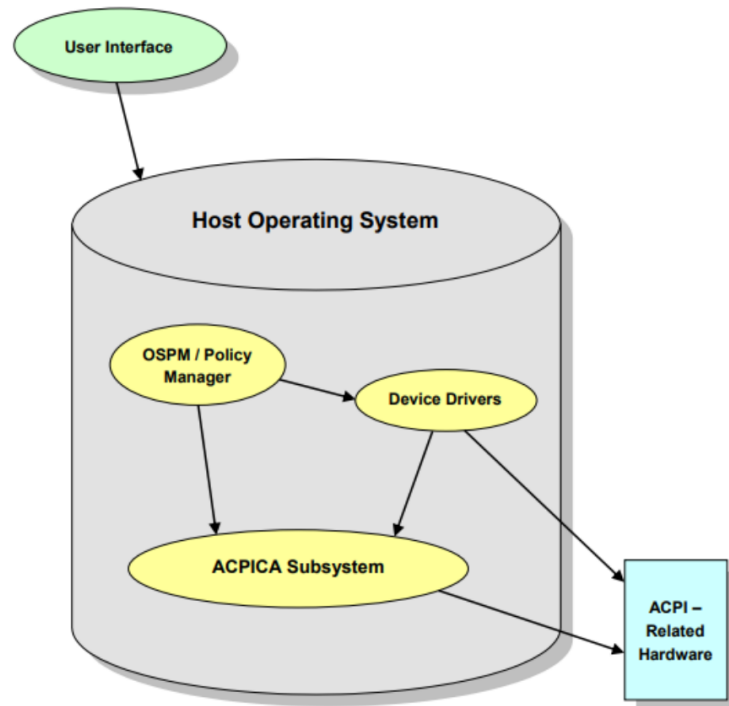 User Interface
Host Operating System
OSPM / Policy
Manager
Device Drivers
ACPICA Subsystem
ACPI –
Related
Hardware